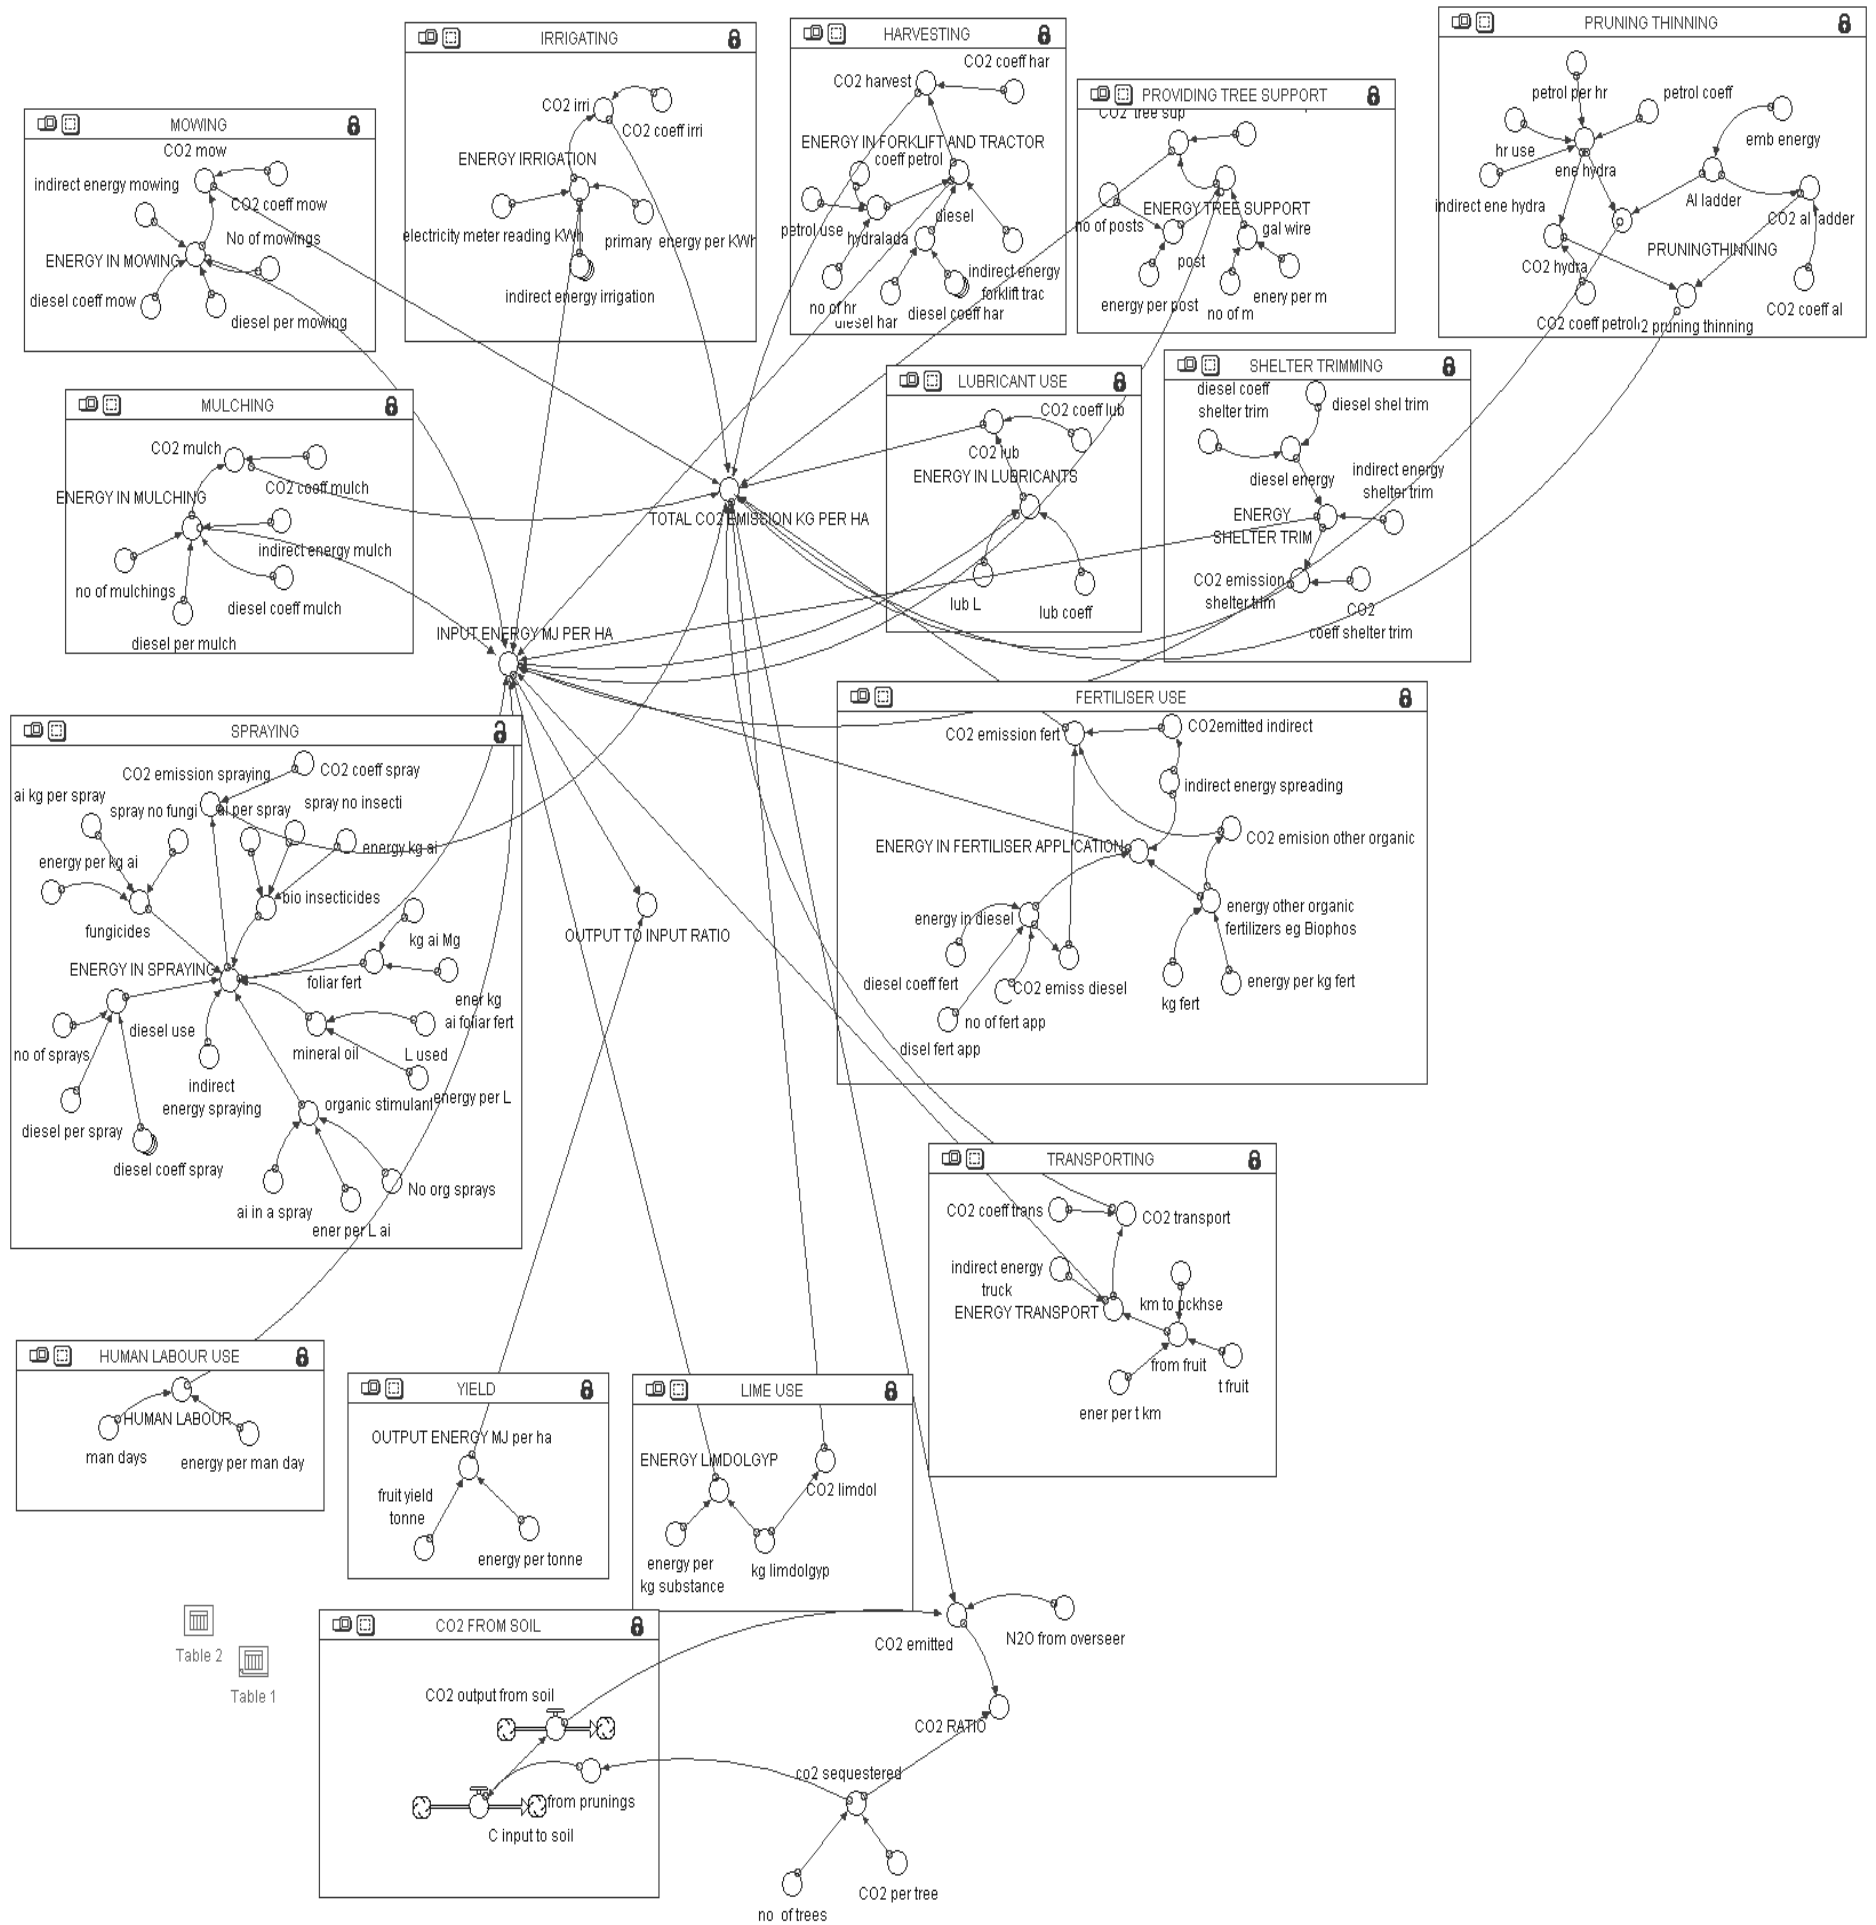 MOWING
CO2 mow
indirect energy mowing
CO2 coeff mow
No of mowings
ENERGY IN MOWING
diesel coeff mow
diesel per mowing
IRRIGATING
CO2 irri
CO2 coeff irri
ENERGY IRRIGATION
electricity meter reading KWh
primary energy per KWh
indirect energy irrigation
HARVESTING
CO2 coeff har
CO2 harvest
ENERGY IN FORKLIFT AND TRACTOR
coeff petrol
diesel
petrol use
hydralada
indirect energy
forklift trac
no of hr
diesel coeff har
diesel har
PROVIDING TREE SUPPORT
CO2 tree sup
ENERGY TREE SUPPORT
no of posts
gal wire
post
energy per post
enery per m
no of m
PRUNING THINNING
petrol per hr
petrol coeff
emb energy
hr use
ene hydra
indirect ene hydra
Al ladder
CO2 al ladder
PRUNINGTHINNING
CO2 hydra
CO2 coeff al
CO2 coeff petrol
2 pruning thinning
MULCHING
CO2 mulch
CO2 coeff mulch
ENERGY IN MULCHING
indirect energy mulch
no of mulchings
diesel coeff mulch
diesel per mulch
LUBRICANT USE
CO2 coeff lub
CO2 lub
ENERGY IN LUBRICANTS
lub L
lub coeff
SHELTER TRIMMING
diesel coeff
shelter trim
diesel shel trim
diesel energy
indirect energy
shelter trim
ENERGY
SHELTER TRIM
CO2 emission
shelter trim
CO2
coeff shelter trim
TOTAL CO2 EMISSION KG PER HA
INPUT ENERGY MJ PER HA
SPRAYING
CO2 emission spraying
CO2 coeff spray
ai kg per spray
spray no fungi
ai per spray
spray no insecti
energy per kg ai
energy kg ai
bio insecticides
fungicides
kg ai Mg
ENERGY IN SPRAYING
foliar fert
ener kg
ai foliar fert
diesel use
no of sprays
mineral oil
L used
indirect
energy spraying
organic stimulant
energy per L
diesel per spray
diesel coeff spray
No org sprays
ai in a spray
ener per L ai
OUTPUT TO INPUT RATIO
FERTILISER USE
CO2 emission fert
CO2emitted indirect
indirect energy spreading
ENERGY IN FERTILISER APPLICATION
CO2 emision other organic
energy in diesel
energy other organic
fertilizers eg Biophos
diesel coeff fert
CO2 emiss diesel
kg fert
energy per kg fert
no of fert app
disel fert app
TRANSPORTING
CO2 coeff trans
CO2 transport
indirect energy
truck
km to pckhse
ENERGY TRANSPORT
from fruit
t fruit
ener per t km
HUMAN LABOUR USE
HUMAN LABOUR
man days
energy per man day
YIELD
OUTPUT ENERGY MJ per ha
fruit yield
tonne
energy per tonne
LIME USE
ENERGY LIMDOLGYP
CO2 limdol
energy per
kg substance
kg limdolgyp
Table 2
Table 1
CO2 FROM SOIL
CO2 output from soil
from prunings
C input to soil
CO2 emitted
N2O from overseer
CO2 RATIO
co2 sequestered
CO2 per tree
no of trees